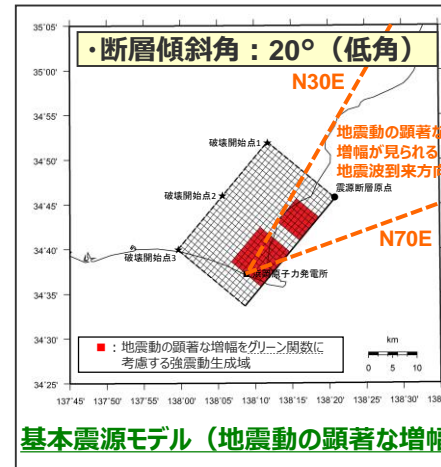 ・断層傾斜角：20°（低角）
N30E
地震動の顕著な
増幅が見られる
地震波到来方向
震源断層原点
N70E
破壊開始点1
破壊開始点2
破壊開始点3
原子力発電所
■：地震動の顕著な増幅をグリーン関数に
考慮する強震動生成域
km
0 5 10
35˚05'
35˚00'
34˚55'
34˚50'
34˚45'
34˚40'
34˚35'
34˚30'
34˚25'
137˚45' 137˚50' 137˚55' 138˚00' 138˚05' 138˚10' 138˚15' 138˚20' 138˚25' 138˚30' 138˚35'
基本震源モデル（地震動の顕著な増幅